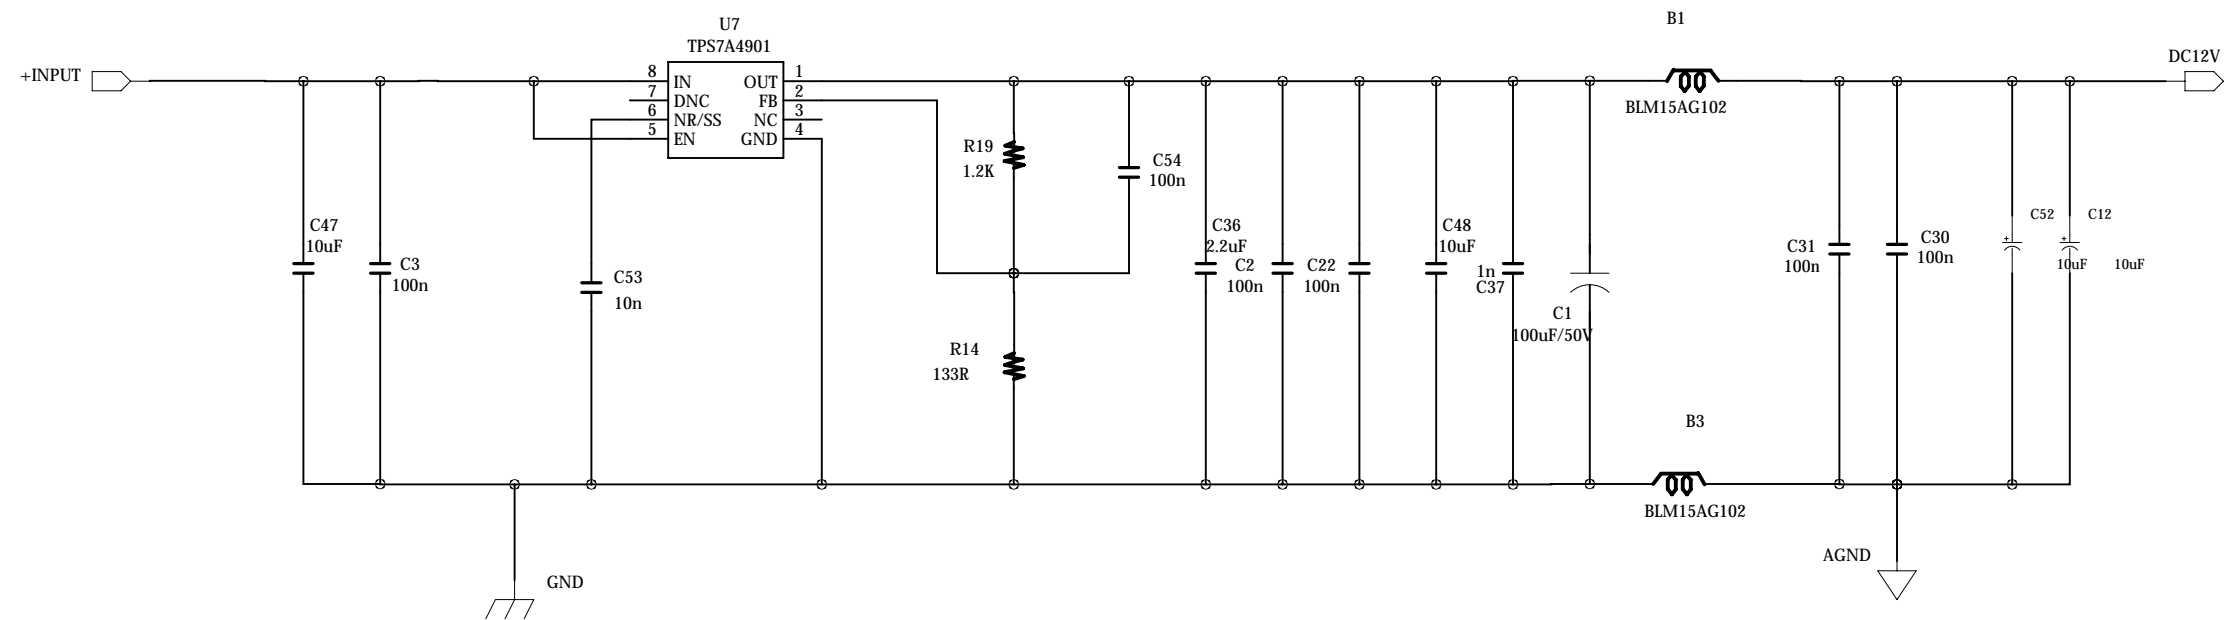 B1
U7
TPS7A4901
+INPUT
DC12V
8 IN OUT 1
7 DNC FB 2
6 NR/SS NC 3
5 EN GND 4
BLM15AG102
R19
1.2K
C54
100n
C47
10uF
C3
100n
C53
10n
C36
2.2uF
C2
100n
C22
100n
C48
10uF
1n
C37
C1
100uF/50V
C31
100n
C30
100n
C52
C12
10uF
10uF
R14
133R
B3
BLM15AG102
AGND
GND